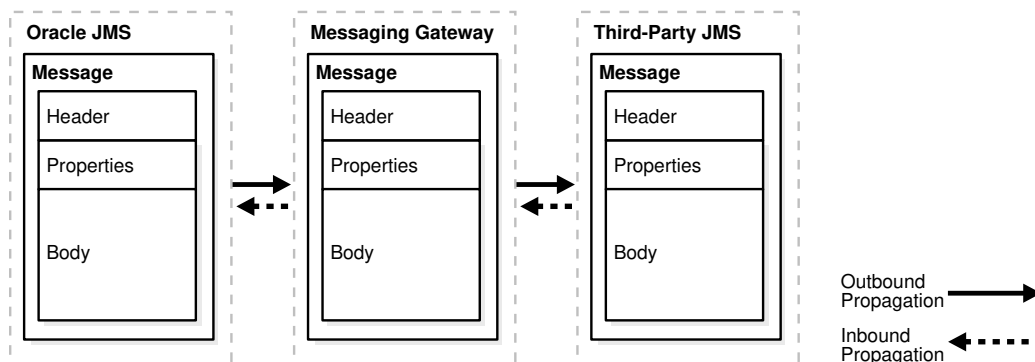 Oracle JMS
Message
Header
Properties
Body
Messaging Gateway
Message
Header
Properties
Body
Third-Party JMS
Message
Header
Properties
Body
Outbound
Propagation
Inbound
Propagation